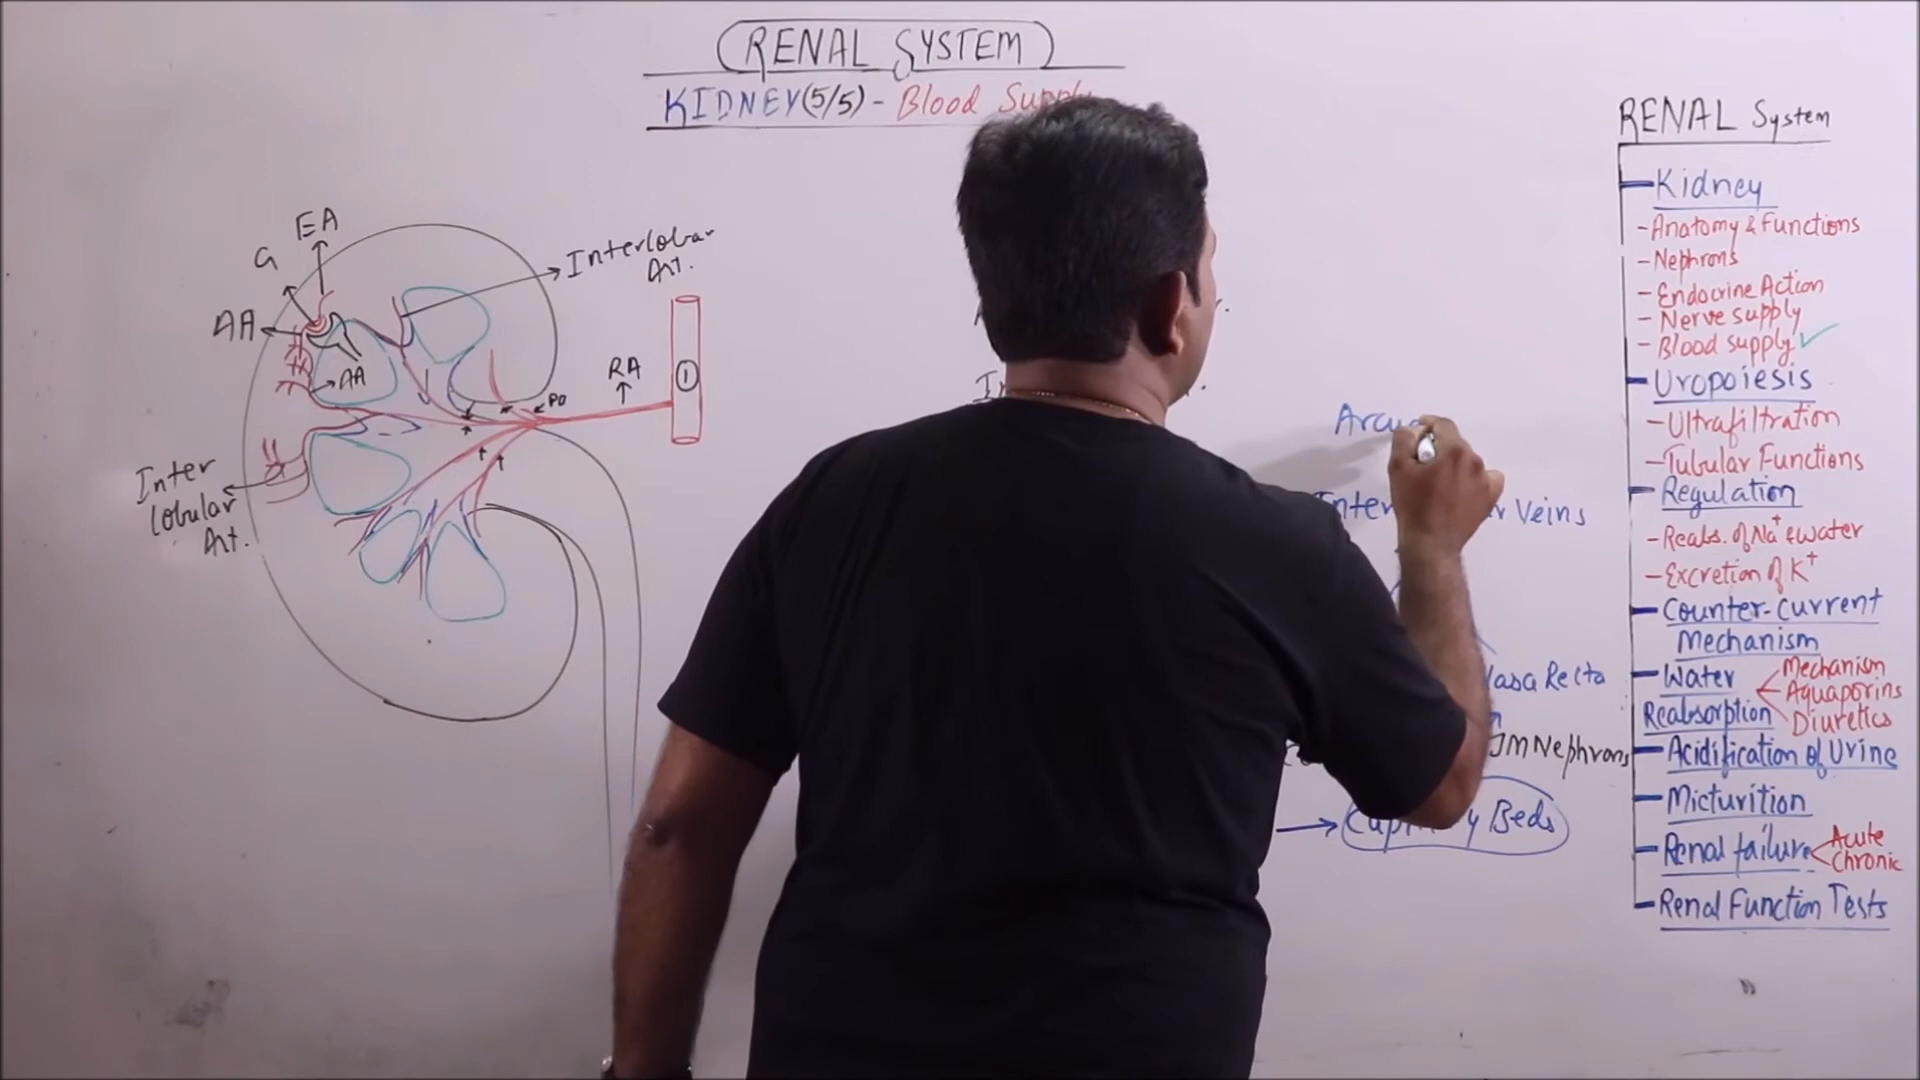 RENAL SYSTEM
KIDNEY(5/5) - Blood Supply
EA
G
AA
AA
Interlobar
Art.
RA
PD
1
Inter
lobular
Art.
Veins
Vasa Recta
JM Nephrons
Beds
RENAL System
Kidney
- Anatomy & Functions
- Nephrons
- Endocrine Action
- Nerve supply
- Blood supply ✓
Uropoiesis
- Ultrafiltration
- Tubular Functions
Regulation
- Reabs. of Na+ & water
- Excretion of K+
Counter-current
Mechanism
Water
Reabsorption
Mechanism
Aquaporins
Diuretics
Acidification of Urine
Micturition
Renal failure
Acute
Chronic
Renal Function Tests